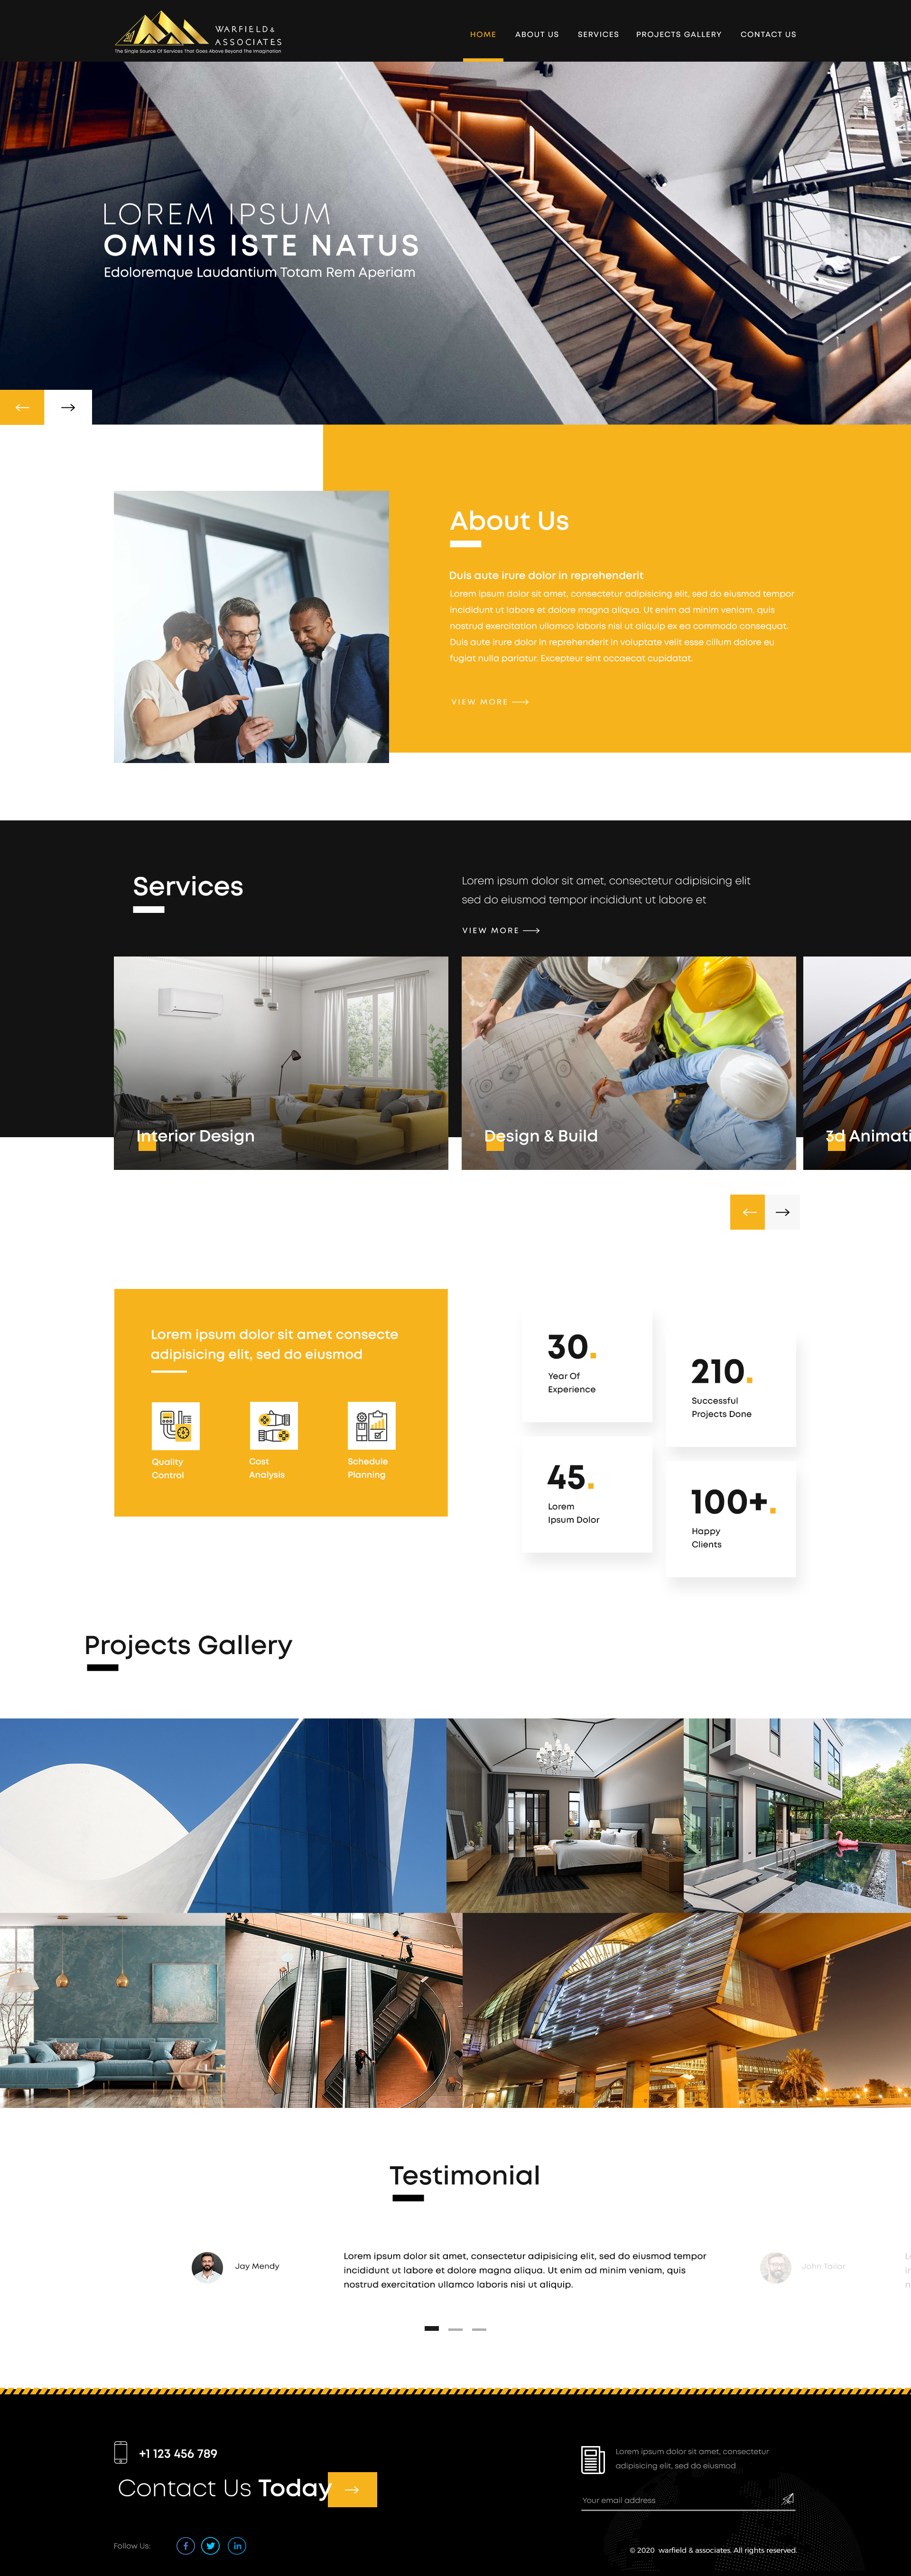 WARFIELD &
ASSOCIATES
The Single Source Of Services That Goes Above Beyond The Imagination
HOME ABOUT US SERVICES PROJECTS GALLERY CONTACT US
LOREM IPSUM
OMNIS ISTE NATUS
Edoloremque Laudantium Totam Rem Aperiam
About Us
Duis aute irure dolor in reprehenderit
Lorem ipsum dolor sit amet, consectetur adipisicing elit, sed do eiusmod tempor
incididunt ut labore et dolore magna aliqua. Ut enim ad minim veniam, quis
nostrud exercitation ullamco laboris nisi ut aliquip ex ea commodo consequat.
Duis aute irure dolor in reprehenderit in voluptate velit esse cillum dolore eu
fugiat nulla pariatur. Excepteur sint occaecat cupidatat.
VIEW MORE
Services
Lorem ipsum dolor sit amet, consectetur adipisicing elit
sed do eiusmod tempor incididunt ut labore et
VIEW MORE
Interior Design
Design & Build
3d Animati
Lorem ipsum dolor sit amet consecte
adipisicing elit, sed do eiusmod
Quality
Control
Cost
Analysis
Schedule
Planning
30.
Year Of
Experience
210.
Successful
Projects Done
45.
Lorem
Ipsum Dolor
100+.
Happy
Clients
Projects Gallery
Testimonial
Jay Mendy
Lorem ipsum dolor sit amet, consectetur adipisicing elit, sed do eiusmod tempor
incididunt ut labore et dolore magna aliqua. Ut enim ad minim veniam, quis
nostrud exercitation ullamco laboris nisi ut aliquip.
John Tailor
+1 123 456 789
Contact Us Today
Follow Us:
Lorem ipsum dolor sit amet, consectetur
adipisicing elit, sed do eiusmod
Your email address
© 2020 warfield & associates. All rights reserved.